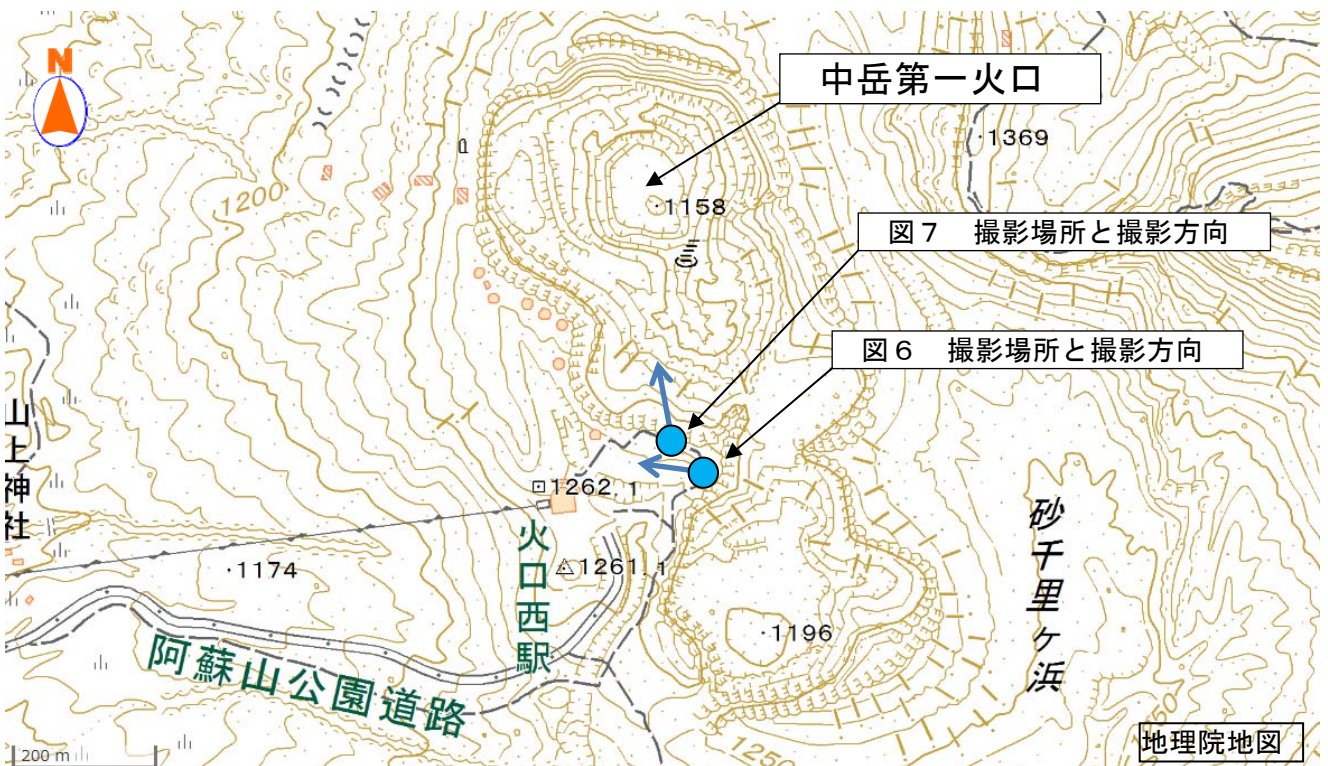 N
中岳第一火口
1369
1200
1158
図7 撮影場所と撮影方向
図6 撮影場所と撮影方向
山上神社
1262.1
火口西駅
1261.1
1174
1196
砂千里ヶ浜
阿蘇山公園道路
1250
200 m
地理院地図